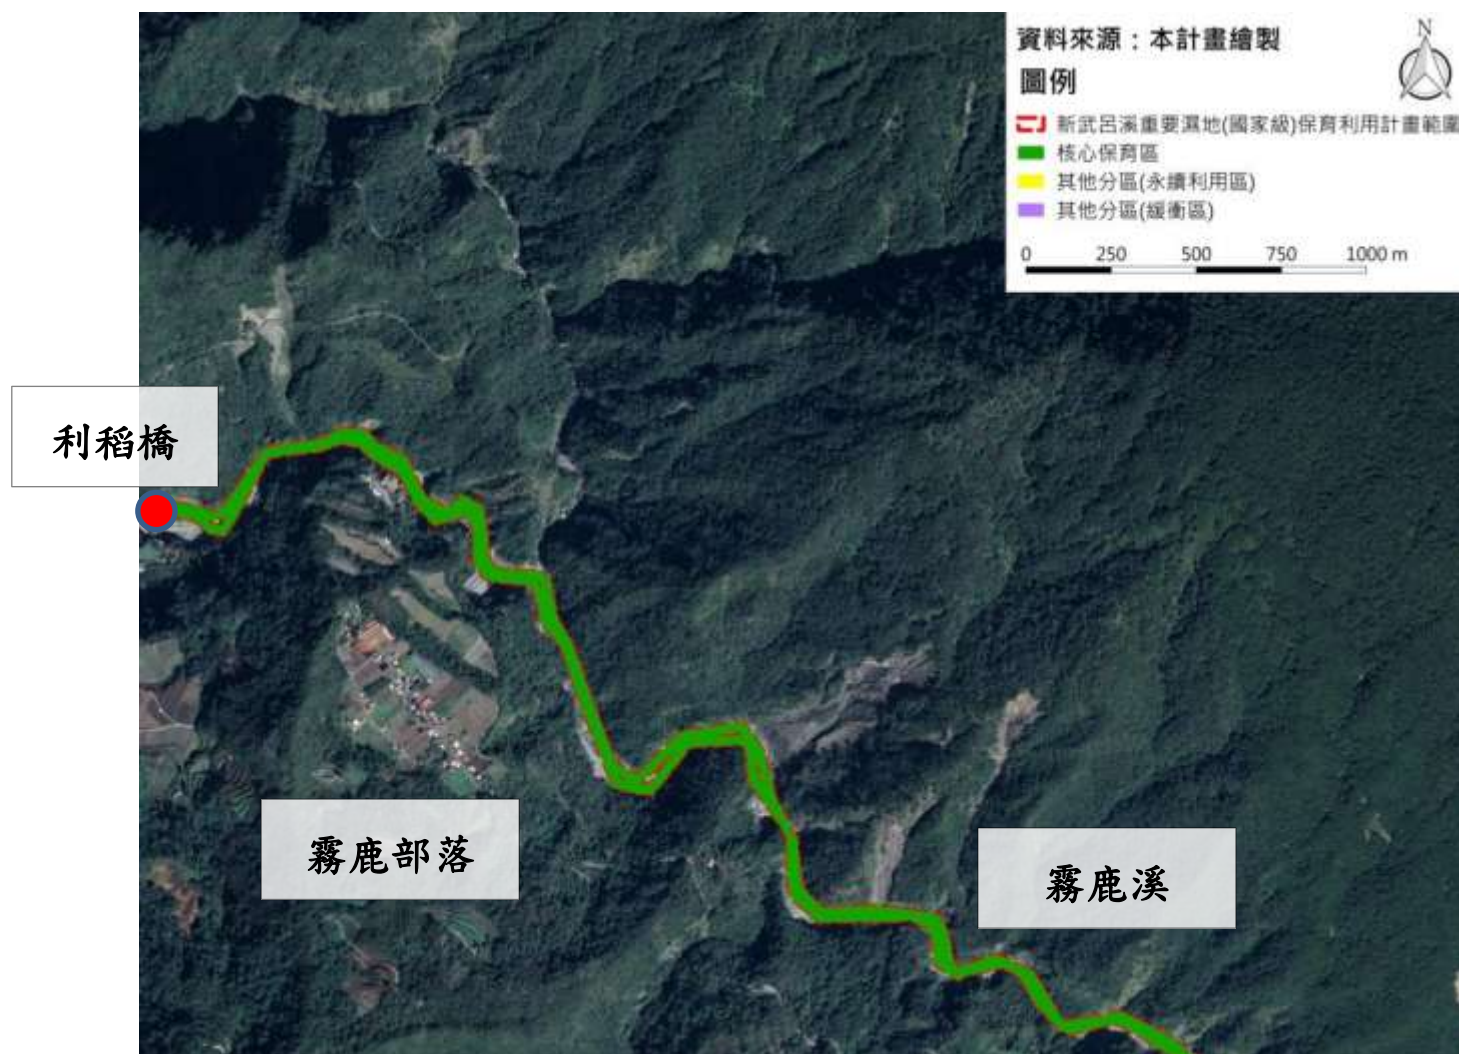 資料來源：本計畫繪製
N
圖例
新武呂溪重要濕地(國家級)保育利用計畫範圍
核心保育區
其他分區(永續利用區)
其他分區(緩衝區)
0 250 500 750 1000 m
利稻橋
霧鹿部落
霧鹿溪